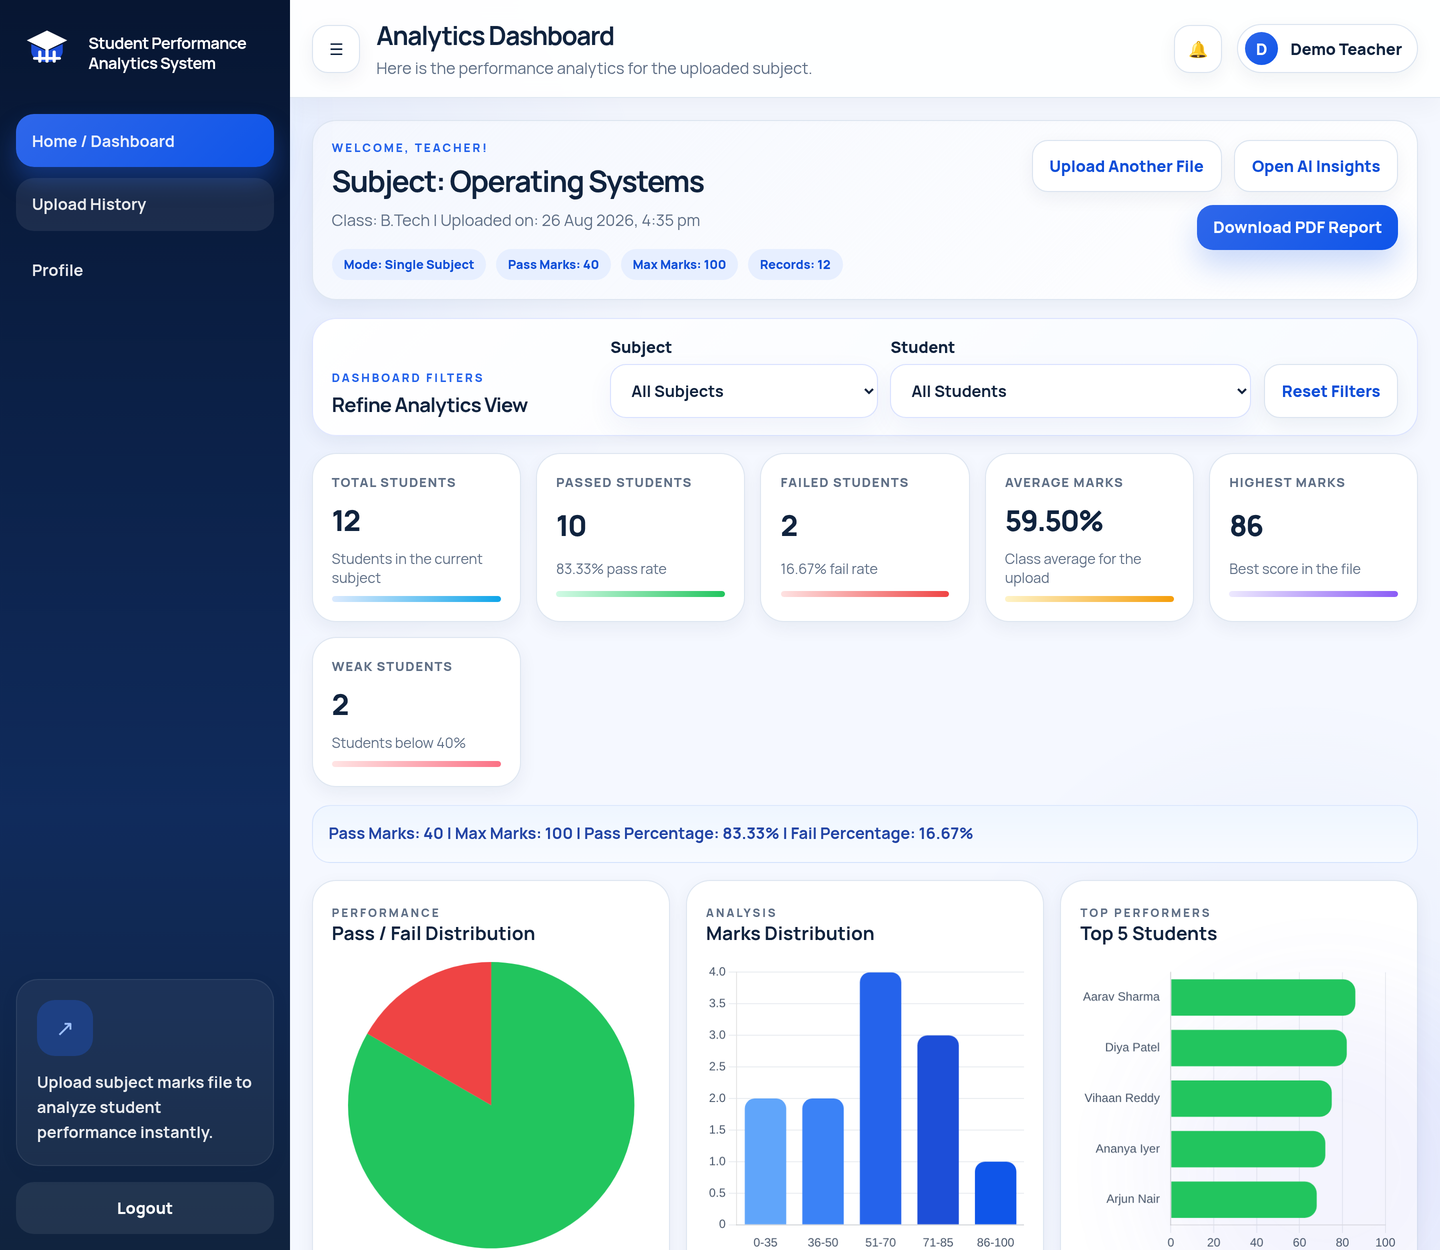 Student Performance
Analytics System
Home / Dashboard
Upload History
Profile
Upload subject marks file to
analyze student
performance instantly.
Logout
Analytics Dashboard
Here is the performance analytics for the uploaded subject.
D
Demo Teacher
WELCOME, TEACHER!
Subject: Operating Systems
Class: B.Tech | Uploaded on: 26 Aug 2026, 4:35 pm
Mode: Single Subject
Pass Marks: 40
Max Marks: 100
Records: 12
Upload Another File
Open AI Insights
Download PDF Report
DASHBOARD FILTERS
Refine Analytics View
Subject
All Subjects
Student
All Students
Reset Filters
TOTAL STUDENTS
12
Students in the current
subject
PASSED STUDENTS
10
83.33% pass rate
FAILED STUDENTS
2
16.67% fail rate
AVERAGE MARKS
59.50%
Class average for the
upload
HIGHEST MARKS
86
Best score in the file
WEAK STUDENTS
2
Students below 40%
Pass Marks: 40 | Max Marks: 100 | Pass Percentage: 83.33% | Fail Percentage: 16.67%
PERFORMANCE
Pass / Fail Distribution
ANALYSIS
Marks Distribution
4.0
3.5
3.0
2.5
2.0
1.5
1.0
0.5
0
0-35
36-50
51-70
71-85
86-100
TOP PERFORMERS
Top 5 Students
Aarav Sharma
Diya Patel
Vihaan Reddy
Ananya Iyer
Arjun Nair
0
20
40
60
80
100